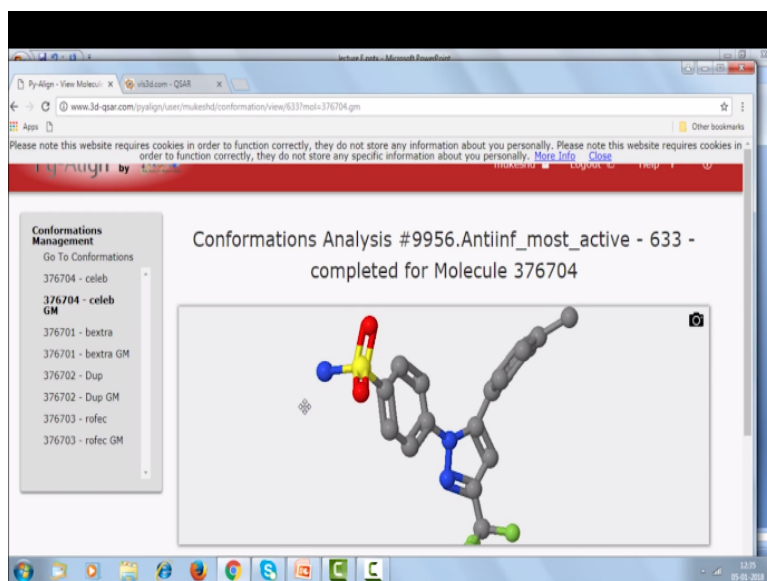 lecture 5.pptx - Microsoft PowerPoint
Py-Align - View Molecul
vls3d.com - QSAR
www.3d-qsar.com/pyalign/user/mukeshd/conformation/view/633?mol=376704.gm
Apps
Other bookmarks
Please note this website requires cookies in order to function correctly, they do not store any information about you personally. Please note this website requires cookies in
order to function correctly, they do not store any specific information about you personally. More Info Close
Py-Align by
mukeshd Logout Help ?
Conformations
Management
Go To Conformations
376704 - celeb
376704 - celeb
GM
376701 - bextra
376701 - bextra GM
376702 - Dup
376702 - Dup GM
376703 - rofec
376703 - rofec GM
Conformations Analysis #9956.Antiinf_most_active - 633 -
completed for Molecule 376704
12:05
05-01-2018